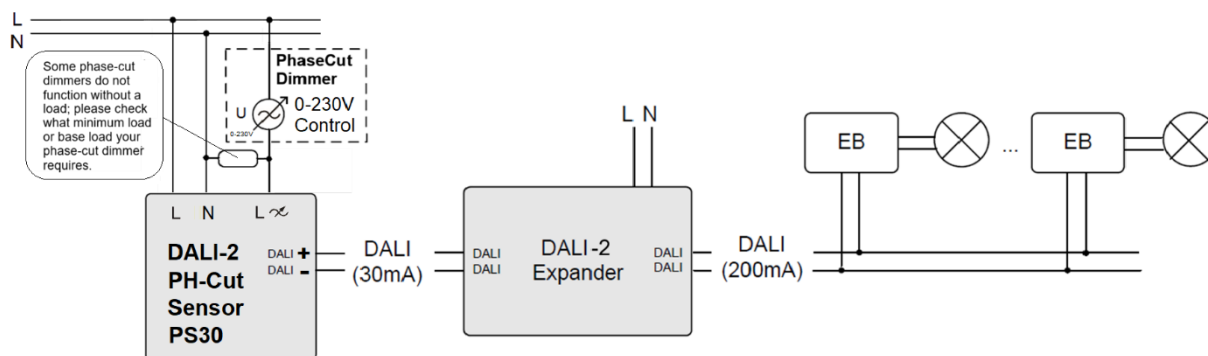 L
N
Some phase-cut
dimmers do not
function without a
load; please check
what minimum load
or base load your
phase-cut dimmer
requires.
PhaseCut
Dimmer
U
0-230V
0-230V
Control
L N
EB
...
EB
L N L
DALI-2
PH-Cut
Sensor
PS30
DALI +
DALI -
DALI
(30mA)
DALI
DALI
DALI-2
Expander
DALI
DALI
DALI
(200mA)